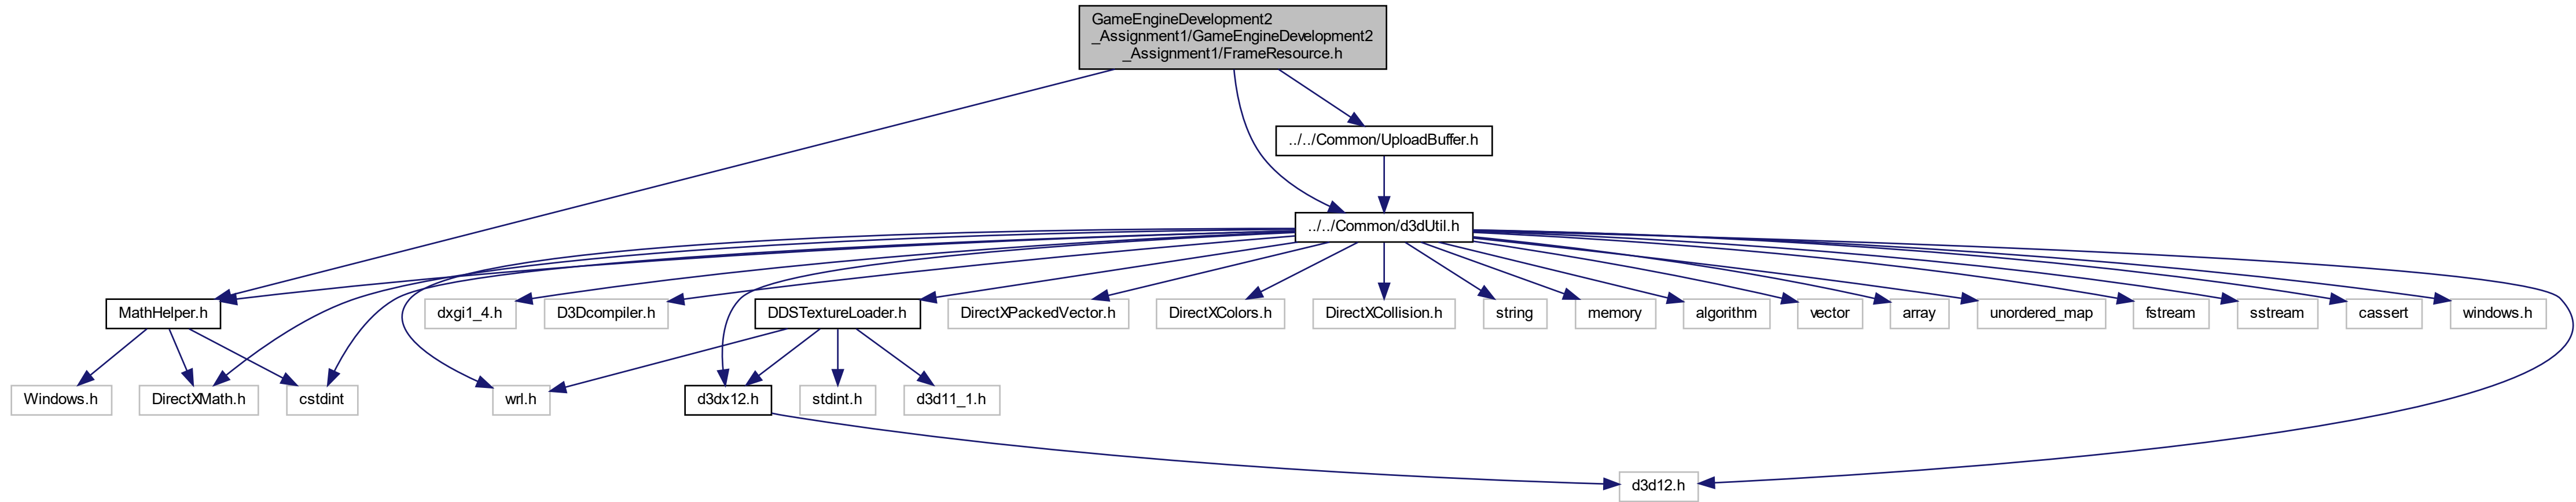 GameEngineDevelopment2
_Assignment1/GameEngineDevelopment2
_Assignment1/FrameResource.h
../../Common/UploadBuffer.h
../../Common/d3dUtil.h
MathHelper.h
dxgi1_4.h
D3Dcompiler.h
DDSTextureLoader.h
DirectXPackedVector.h
DirectXColors.h
DirectXCollision.h
string
memory
algorithm
vector
array
unordered_map
fstream
sstream
cassert
windows.h
Windows.h
DirectXMath.h
cstdint
wrl.h
d3dx12.h
stdint.h
d3d11_1.h
d3d12.h